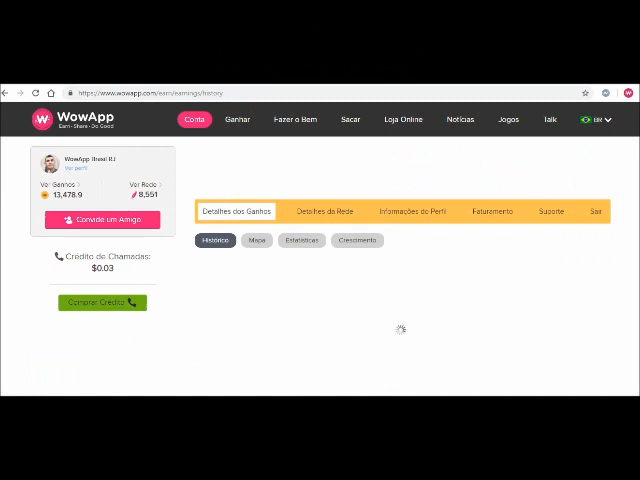 https://www.wowapp.com/earn/earnings/history
W WowApp
Earn · Share · Do Good
Conta Ganhar Fazer o Bem Sacar Loja Online Notícias Jogos Talk BR
WowApp Brasil RJ
Ver perfil
Ver Ganhos Ver Rede
13,478.9 8,551
Convide um Amigo
Crédito de Chamadas:
$0.03
Comprar Crédito
Detalhes dos Ganhos Detalhes da Rede Informações do Perfil Faturamento Suporte Sair
Histórico Mapa Estatísticas Crescimento